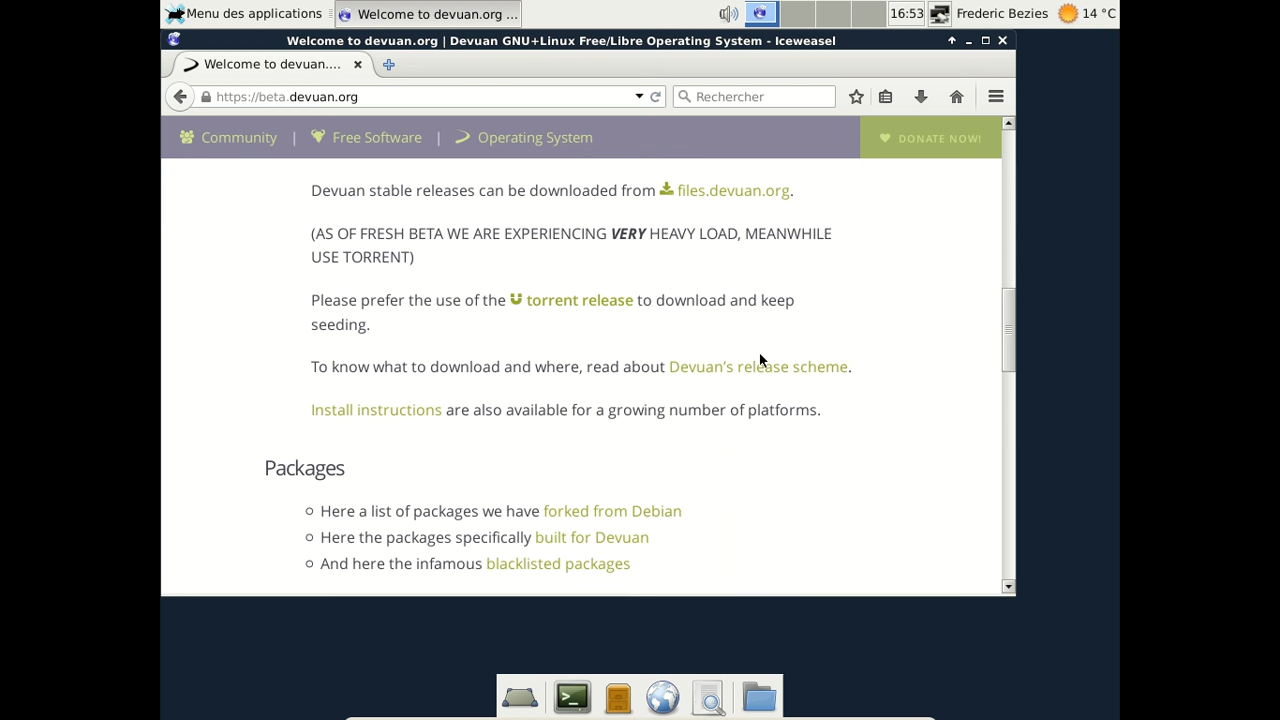 Menu des applications
Welcome to devuan.org ...
16:53
Frederic Bezies
14 °C
Welcome to devuan.org | Devuan GNU+Linux Free/Libre Operating System - Iceweasel
Welcome to devuan....
https://beta.devuan.org
Rechercher
Community | Free Software | Operating System
DONATE NOW!
Devuan stable releases can be downloaded from files.devuan.org.
(AS OF FRESH BETA WE ARE EXPERIENCING VERY HEAVY LOAD, MEANWHILE
USE TORRENT)
Please prefer the use of the torrent release to download and keep
seeding.
To know what to download and where, read about Devuan’s release scheme.
Install instructions are also available for a growing number of platforms.
Packages
Here a list of packages we have forked from Debian
Here the packages specifically built for Devuan
And here the infamous blacklisted packages